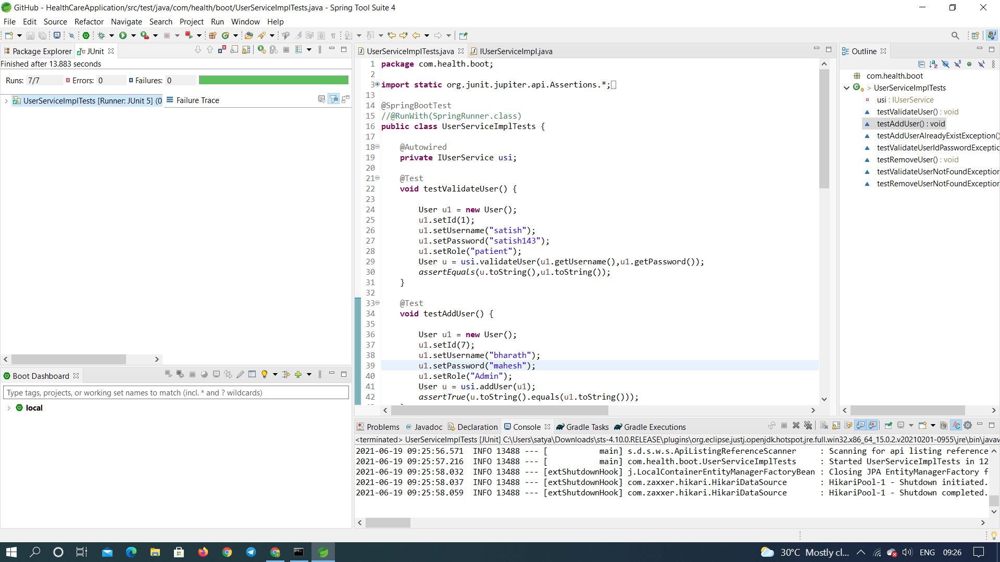 GitHub - HealthCareApplication/src/test/java/com/health/boot/UserServiceImplTests.java - Spring Tool Suite 4
File Edit Source Refactor Navigate Search Project Run Window Help
Package Explorer JUnit
Finished after 13.883 seconds
Runs: 7/7 Errors: 0 Failures: 0
UserServiceImplTests [Runner: JUnit 5] (0
Failure Trace
Boot Dashboard
Type tags, projects, or working set names to match (incl. * and ? wildcards)
local
UserServiceImplTests.java IUserServiceImpl.java
1 package com.health.boot;
2
3 import static org.junit.jupiter.api.Assertions.*;
13
14 @SpringBootTest
15 //@RunWith(SpringRunner.class)
16 public class UserServiceImplTests {
17
18 @Autowired
19 private IUserService usi;
20
21 @Test
22 void testValidateUser() {
23
24 User u1 = new User();
25 u1.setId(1);
26 u1.setUsername("satish");
27 u1.setPassword("satish143");
28 u1.setRole("patient");
29 User u = usi.validateUser(u1.getUsername(),u1.getPassword());
30 assertEquals(u.toString(),u1.toString());
31 }
32
33 @Test
34 void testAddUser() {
35
36 User u1 = new User();
37 u1.setId(7);
38 u1.setUsername("bharath");
39 u1.setPassword("mahesh");
40 u1.setRole("Admin");
41 User u = usi.addUser(u1);
42 assertTrue(u.toString().equals(u1.toString()));
Outline
com.health.boot
> UserServiceImplTests
usi : IUserService
testValidateUser() : void
testAddUser() : void
testAddUserAlreadyExistException()
testValidateUserIdPasswordExceptio
testRemoveUser() : void
testValidateUserNotFoundException
testRemoveUserNotFoundException
Problems @ Javadoc Declaration Console Gradle Tasks Gradle Executions
<terminated> UserServiceImplTests [JUnit] C:\Users\satya\Downloads\sts-4.10.0.RELEASE\plugins\org.eclipse.justj.openjdk.hotspot.jre.full.win32.x86_64_15.0.2.v20210201-0955\jre\bin\javaw
2021-06-19 09:25:56.571 INFO 13488 --- [ main] s.d.s.w.s.ApiListingReferenceScanner : Scanning for api listing reference
2021-06-19 09:25:57.216 INFO 13488 --- [ main] com.health.boot.UserServiceImplTests : Started UserServiceImplTests in 12
2021-06-19 09:25:58.032 INFO 13488 --- [extShutdownHook] j.LocalContainerEntityManagerFactoryBean : Closing JPA EntityManagerFactory f
2021-06-19 09:25:58.037 INFO 13488 --- [extShutdownHook] com.zaxxer.hikari.HikariDataSource : HikariPool-1 - Shutdown initiated.
2021-06-19 09:25:58.059 INFO 13488 --- [extShutdownHook] com.zaxxer.hikari.HikariDataSource : HikariPool-1 - Shutdown completed.
30°C Mostly cl... ENG 09:26